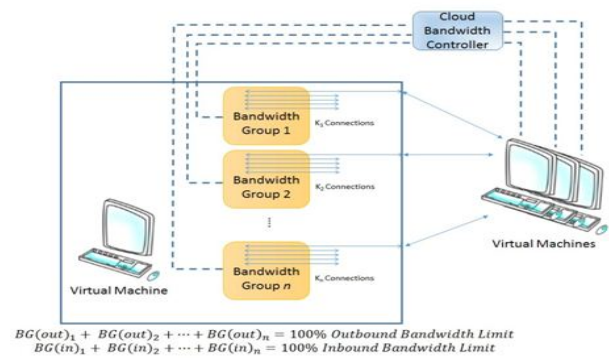 Cloud
Bandwidth
Controller
Bandwidth
Group 1
K₁ Connections
Bandwidth
Group 2
K₂ Connections
...
Bandwidth
Group n
Kₙ Connections
Virtual Machine
Virtual Machines
BG(out)₁ + BG(out)₂ + ⋯ + BG(out)ₙ = 100% Outbound Bandwidth Limit
BG(in)₁ + BG(in)₂ + ⋯ + BG(in)ₙ = 100% Inbound Bandwidth Limit